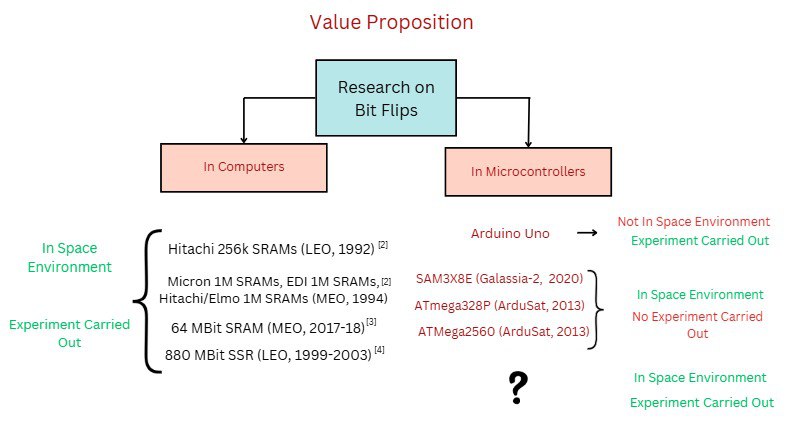 Value Proposition
Research on
Bit Flips
In Computers
In Microcontrollers
In Space
Environment
Experiment Carried
Out
Hitachi 256k SRAMs (LEO, 1992) [2]
Micron 1M SRAMs, EDI 1M SRAMs,[2]
Hitachi/Elmo 1M SRAMs (MEO, 1994)
64 MBit SRAM (MEO, 2017-18)[3]
880 MBit SSR (LEO, 1999-2003) [4]
Arduino Uno
Not In Space Environment
Experiment Carried Out
SAM3X8E (Galassia-2, 2020)
ATmega328P (ArduSat, 2013)
ATMega2560 (ArduSat, 2013)
In Space Environment
No Experiment Carried
Out
?
In Space Environment
Experiment Carried Out